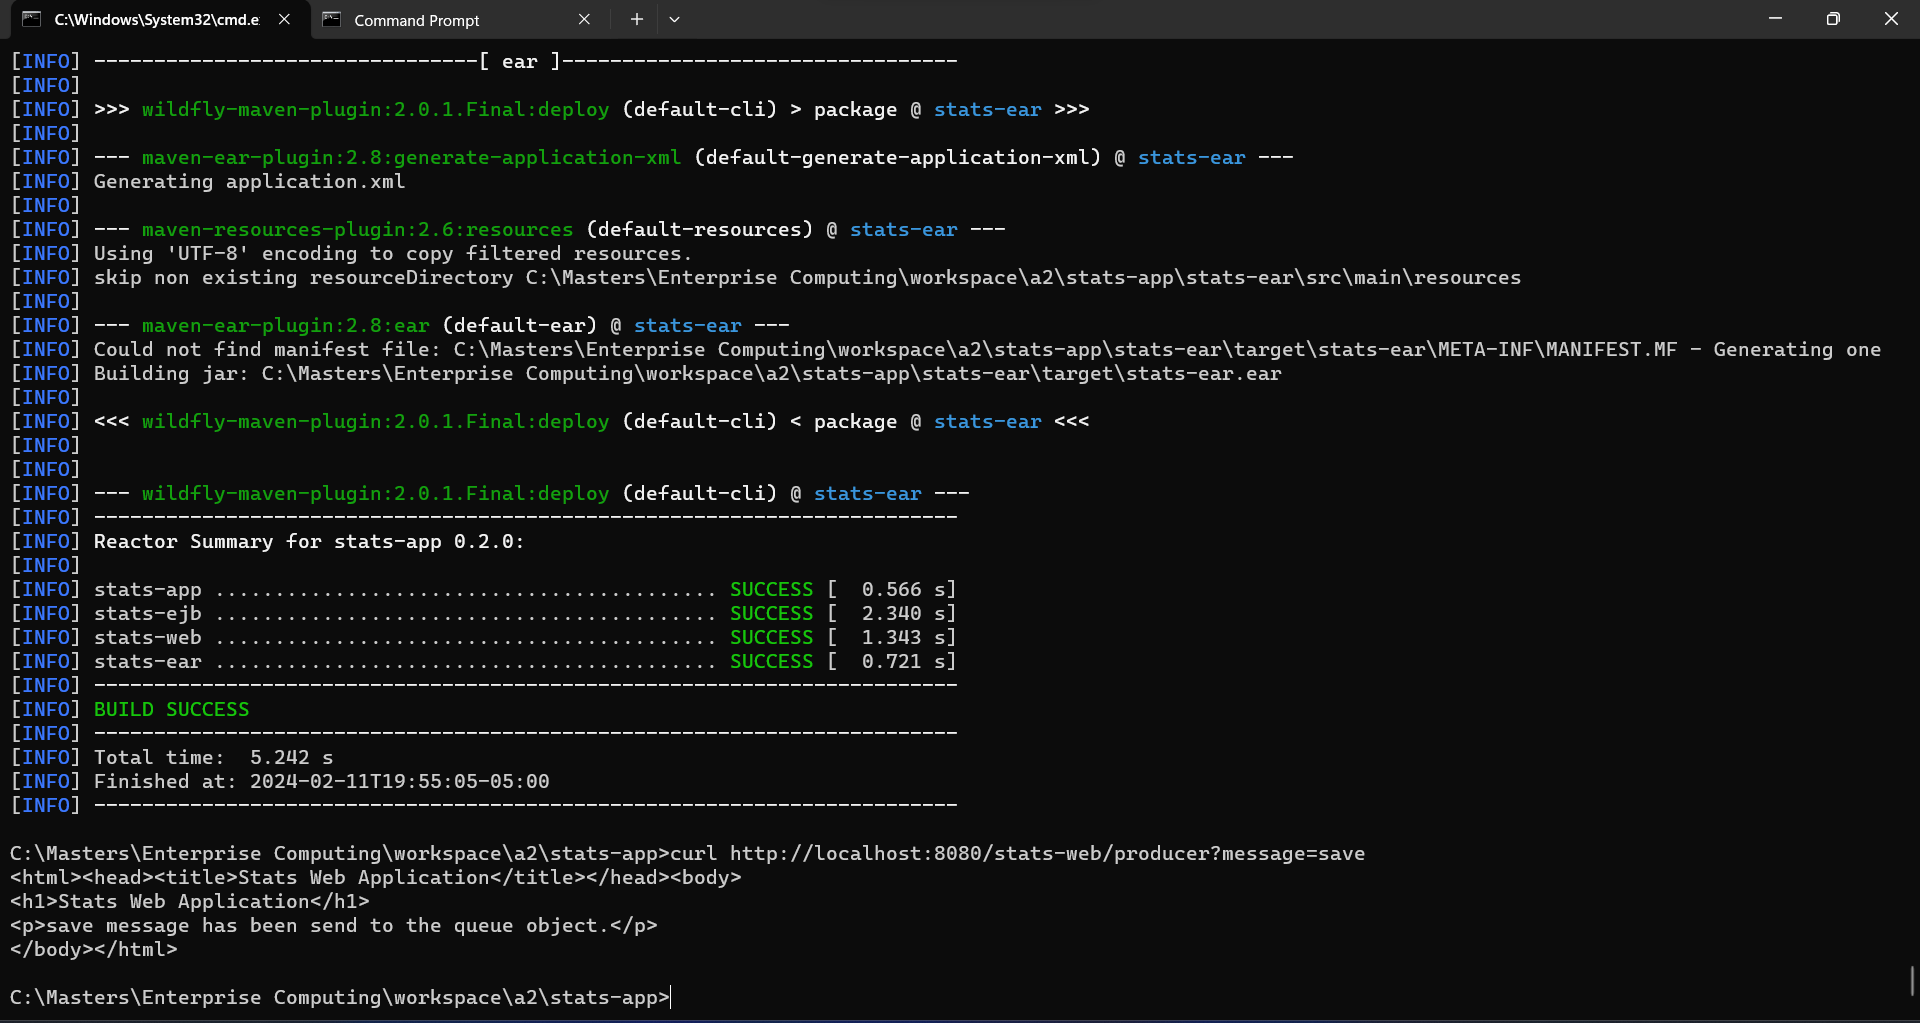 C:\Windows\System32\cmd.e
Command Prompt
[INFO] --------------------------------[ ear ]---------------------------------
[INFO]
[INFO] >>> wildfly-maven-plugin:2.0.1.Final:deploy (default-cli) > package @ stats-ear >>>
[INFO]
[INFO] --- maven-ear-plugin:2.8:generate-application-xml (default-generate-application-xml) @ stats-ear ---
[INFO] Generating application.xml
[INFO]
[INFO] --- maven-resources-plugin:2.6:resources (default-resources) @ stats-ear ---
[INFO] Using 'UTF-8' encoding to copy filtered resources.
[INFO] skip non existing resourceDirectory C:\Masters\Enterprise Computing\workspace\a2\stats-app\stats-ear\src\main\resources
[INFO]
[INFO] --- maven-ear-plugin:2.8:ear (default-ear) @ stats-ear ---
[INFO] Could not find manifest file: C:\Masters\Enterprise Computing\workspace\a2\stats-app\stats-ear\target\stats-ear\META-INF\MANIFEST.MF - Generating one
[INFO] Building jar: C:\Masters\Enterprise Computing\workspace\a2\stats-app\stats-ear\target\stats-ear.ear
[INFO]
[INFO] <<< wildfly-maven-plugin:2.0.1.Final:deploy (default-cli) < package @ stats-ear <<<
[INFO]
[INFO]
[INFO] --- wildfly-maven-plugin:2.0.1.Final:deploy (default-cli) @ stats-ear ---
[INFO] ------------------------------------------------------------------------
[INFO] Reactor Summary for stats-app 0.2.0:
[INFO]
[INFO] stats-app .......................................... SUCCESS [  0.566 s]
[INFO] stats-ejb .......................................... SUCCESS [  2.340 s]
[INFO] stats-web .......................................... SUCCESS [  1.343 s]
[INFO] stats-ear .......................................... SUCCESS [  0.721 s]
[INFO] ------------------------------------------------------------------------
[INFO] BUILD SUCCESS
[INFO] ------------------------------------------------------------------------
[INFO] Total time:  5.242 s
[INFO] Finished at: 2024-02-11T19:55:05-05:00
[INFO] ------------------------------------------------------------------------
C:\Masters\Enterprise Computing\workspace\a2\stats-app>curl http://localhost:8080/stats-web/producer?message=save
<html><head><title>Stats Web Application</title></head><body>
<h1>Stats Web Application</h1>
<p>save message has been send to the queue object.</p>
</body></html>
C:\Masters\Enterprise Computing\workspace\a2\stats-app>